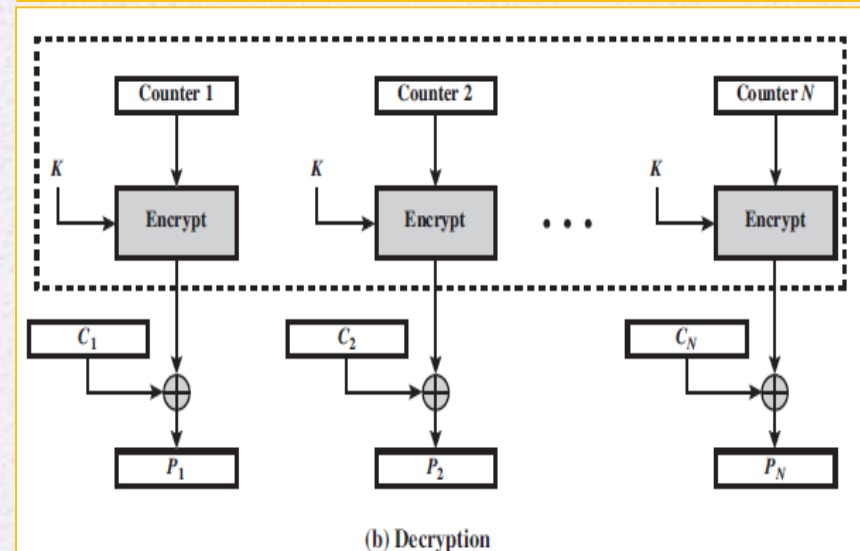 Counter 1 Counter 2 Counter N
K K K
Encrypt Encrypt • • • Encrypt
C1 C2 CN
P1 P2 PN
(b) Decryption